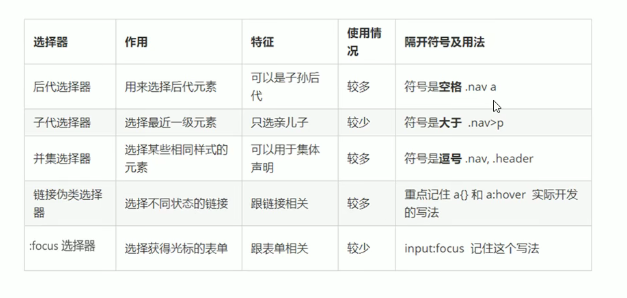 选择器 作用 特征 使用情况 隔开符号及用法
后代选择器 用来选择后代元素 可以是子孙后代 较多 符号是空格 .nav a
子代选择器 选择最近一级元素 只选亲儿子 较少 符号是大于 .nav>p
并集选择器 选择某些相同样式的元素 可以用于集体声明 较多 符号是逗号 .nav, .header
链接伪类选择器 选择不同状态的链接 跟链接相关 较多 重点记住 a{} 和 a:hover 实际开发的写法
:focus 选择器 选择获得光标的表单 跟表单相关 较少 input:focus 记住这个写法